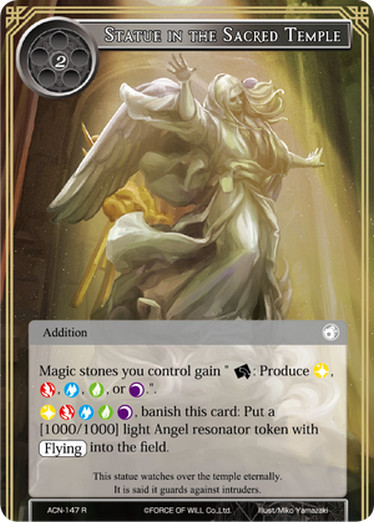 Statue in the Sacred Temple
2
Addition
Magic stones you control gain " : Produce ,
, , , or .".
, banish this card: Put a
[1000/1000] light Angel resonator token with
Flying into the field.
This statue watches over the temple eternally.
It is said it guards against intruders.
ACN-147 R ©FORCE OF WILL Co.,Ltd. Illust/Miko Yamazaki